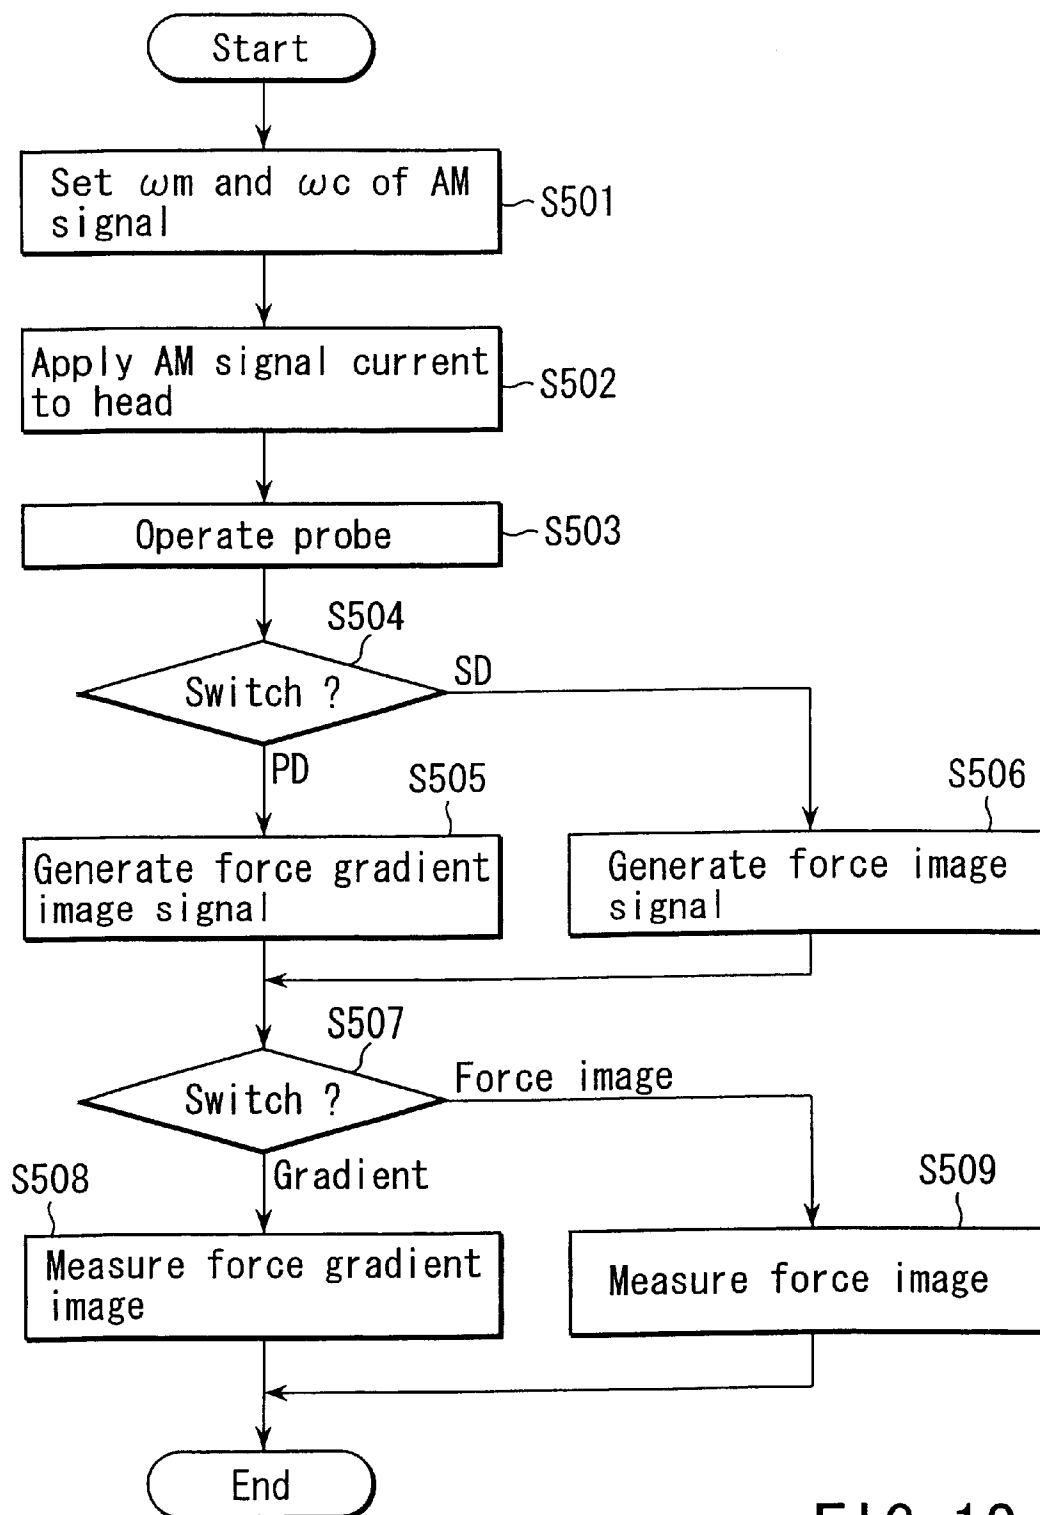 Start
Set ωm and ωc of AM
signal
S501
Apply AM signal current
to head
S502
Operate probe
S503
S504
Switch ?
SD
PD
S505
S506
Generate force gradient
image signal
Generate force image
signal
S507
Switch ?
Force image
Gradient
S508
S509
Measure force gradient
image
Measure force image
End